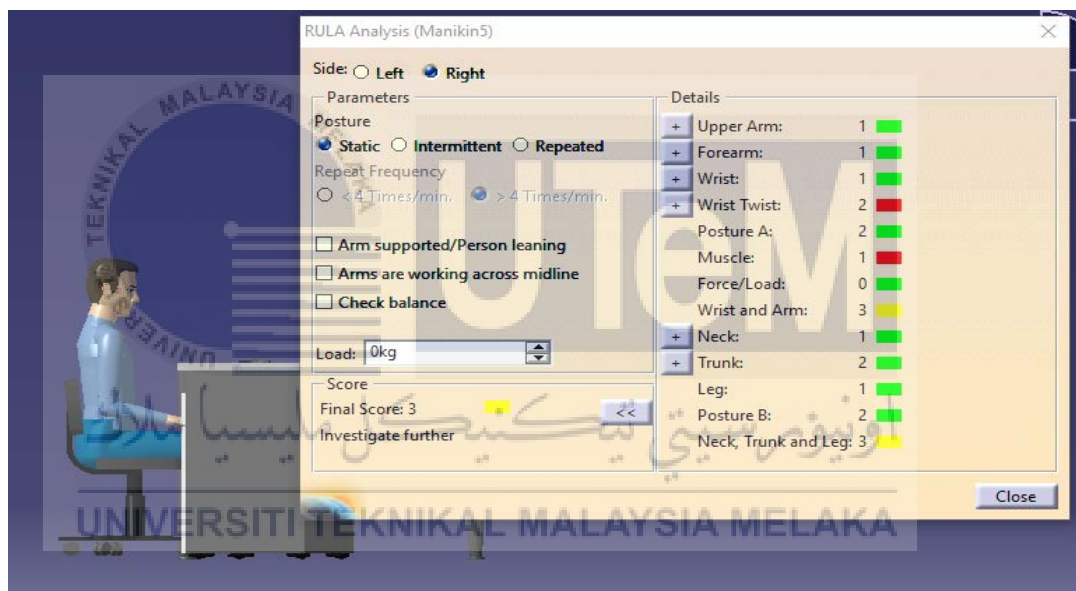 RULA Analysis (Manikin5)
Side: Left Right
Parameters
Posture
Static Intermittent Repeated
Repeat Frequency
< 4 Times/min. > 4 Times/min.
Arm supported/Person leaning
Arms are working across midline
Check balance
Load: 0kg
Score
Final Score: 3
<<
Investigate further
Details
+ Upper Arm: 1
+ Forearm: 1
+ Wrist: 1
+ Wrist Twist: 2
Posture A: 2
Muscle: 1
Force/Load: 0
Wrist and Arm: 3
+ Neck: 1
+ Trunk: 2
Leg: 1
Posture B: 2
Neck, Trunk and Leg: 3
Close
UTeM
اونيۏرسيتي تيكنيكل مليسيا ملاك
UNIVERSITI TEKNIKAL MALAYSIA MELAKA